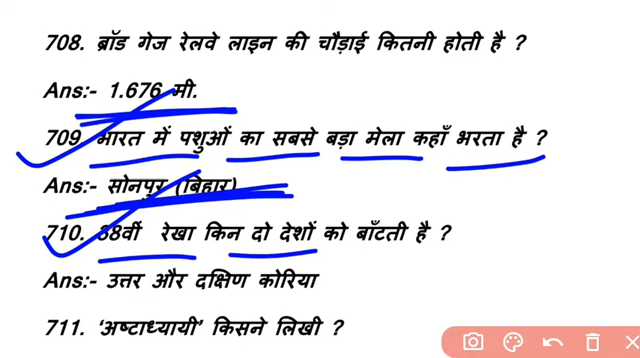 708. ब्रॉड गेज रेलवे लाइन की चौड़ाई कितनी होती है ?
Ans:- 1.676 मी.
709. भारत में पशुओं का सबसे बड़ा मेला कहाँ भरता है ?
Ans:- सोनपुर (बिहार)
710. 38वीं रेखा किन दो देशों को बाँटती है ?
Ans:- उत्तर और दक्षिण कोरिया
711. ‘अष्टाध्यायी’ किसने लिखी ?